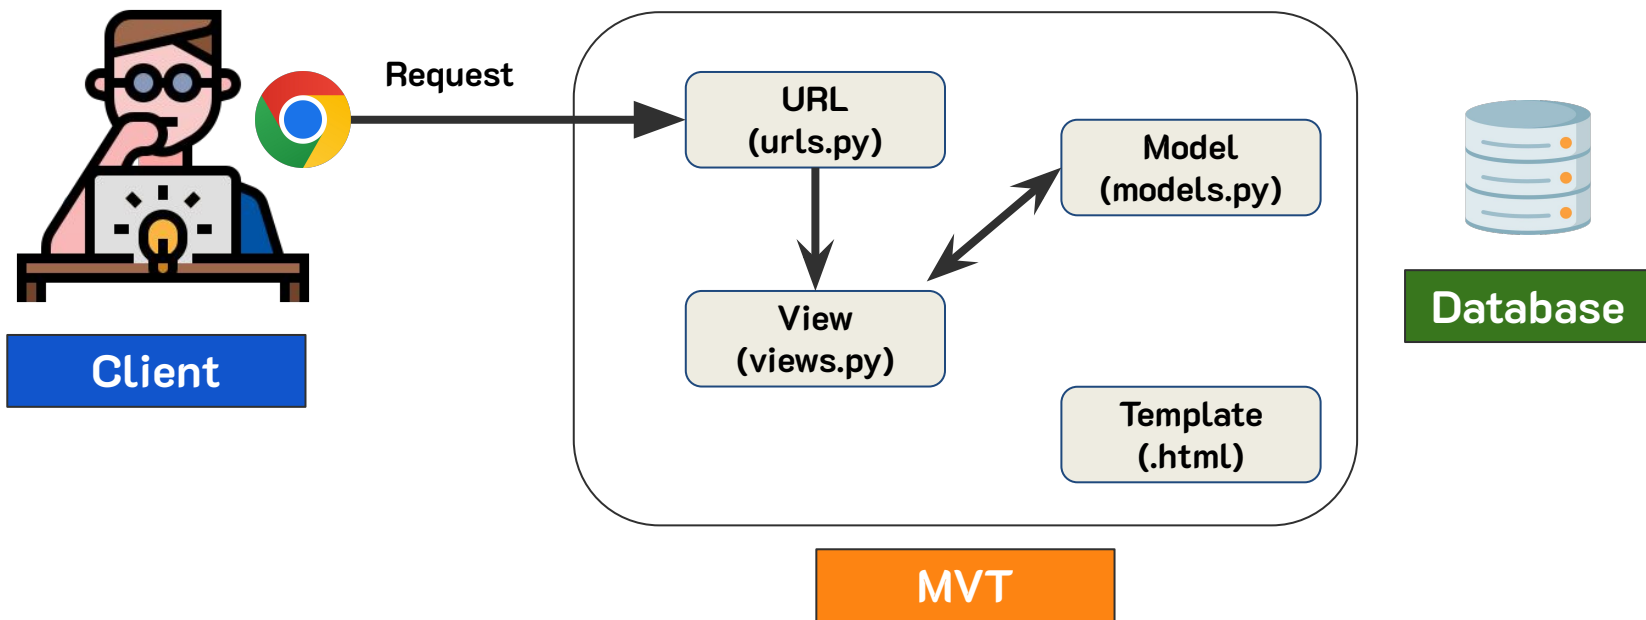 Request
URL
(urls.py)
Model
(models.py)
View
(views.py)
Template
(.html)
Client
Database
MVT